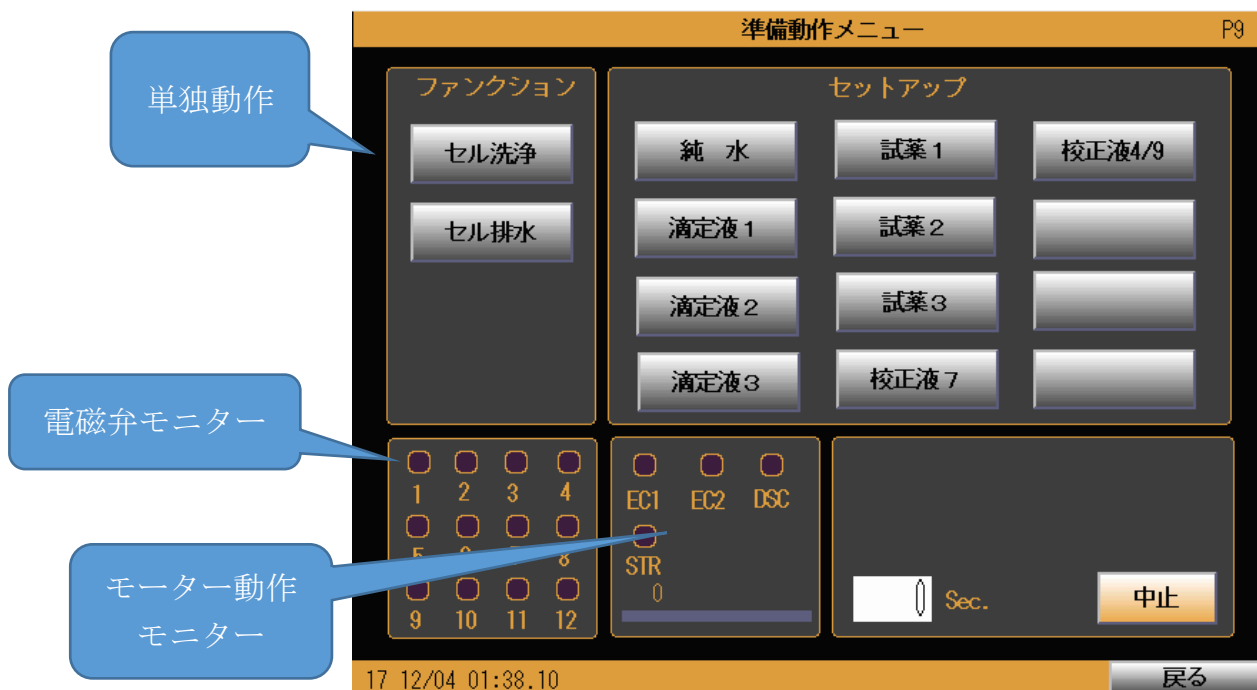 準備動作メニュー P9
単独動作
ファンクション
セル洗浄
セル排水
セットアップ
純 水 試薬1 校正液4/9
滴定液1 試薬2
滴定液2 試薬3
滴定液3 校正液7
電磁弁モニター
1 2 3 4
5 8
9 10 11 12
モーター動作
モニター
EC1 EC2 DSC
STR
0
0 Sec. 中止
17 12/04 01:38.10 戻る